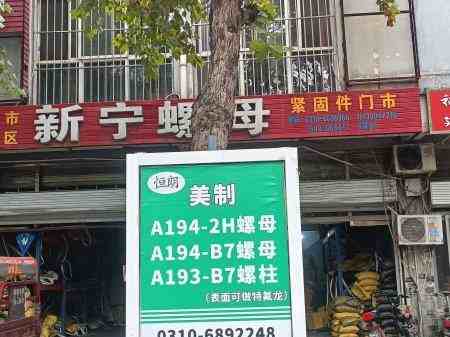 市
区
新宁螺母
紧固件门市
恒朗
美制
A194-2H螺母
A194-B7螺母
A193-B7螺柱
(表面可做特氟龙)
0310-6892248